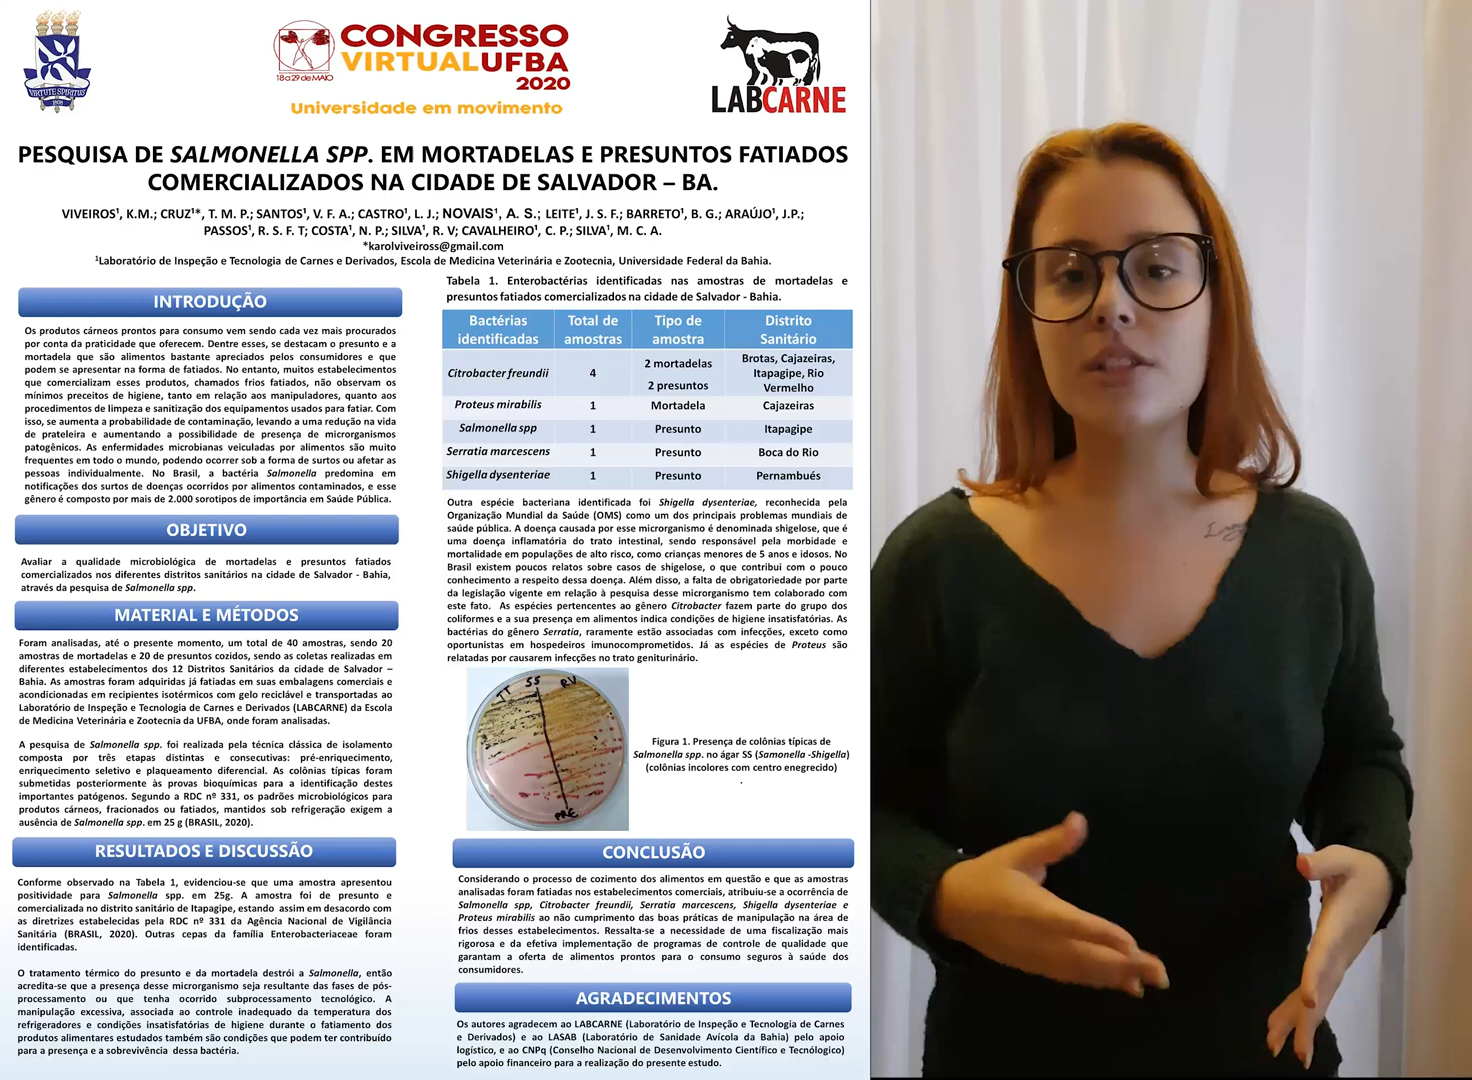 VIRTUTE SPIRITUS
1808
18 a 29 de MAIO
CONGRESSO
VIRTUALUFBA
2020
Universidade em movimento
LABCARNE
PESQUISA DE SALMONELLA SPP. EM MORTADELAS E PRESUNTOS FATIADOS
COMERCIALIZADOS NA CIDADE DE SALVADOR – BA.
VIVEIROS¹, K.M.; CRUZ¹*, T. M. P.; SANTOS¹, V. F. A.; CASTRO¹, L. J.; NOVAIS¹, A. S.; LEITE¹, J. S. F.; BARRETO¹, B. G.; ARAÚJO¹, J.P.;
PASSOS¹, R. S. F. T; COSTA¹, N. P.; SILVA¹, R. V; CAVALHEIRO¹, C. P.; SILVA¹, M. C. A.
*karolviveiross@gmail.com
¹Laboratório de Inspeção e Tecnologia de Carnes e Derivados, Escola de Medicina Veterinária e Zootecnia, Universidade Federal da Bahia.
INTRODUÇÃO
Os produtos cárneos prontos para consumo vem sendo cada vez mais procurados
por conta da praticidade que oferecem. Dentre esses, se destacam o presunto e a
mortadela que são alimentos bastante apreciados pelos consumidores e que
podem se apresentar na forma de fatiados. No entanto, muitos estabelecimentos
que comercializam esses produtos, chamados frios fatiados, não observam os
mínimos preceitos de higiene, tanto em relação aos manipuladores, quanto aos
procedimentos de limpeza e sanitização dos equipamentos usados para fatiar. Com
isso, se aumenta a probabilidade de contaminação, levando a uma redução na vida
de prateleira e aumentando a possibilidade de presença de microrganismos
patogênicos. As enfermidades microbianas veiculadas por alimentos são muito
frequentes em todo o mundo, podendo ocorrer sob a forma de surtos ou afetar as
pessoas individualmente. No Brasil, a bactéria Salmonella predomina em
notificações dos surtos de doenças ocorridos por alimentos contaminados, e esse
gênero é composto por mais de 2.000 sorotipos de importância em Saúde Pública.
OBJETIVO
Avaliar a qualidade microbiológica de mortadelas e presuntos fatiados
comercializados nos diferentes distritos sanitários na cidade de Salvador - Bahia,
através da pesquisa de Salmonella spp.
MATERIAL E MÉTODOS
Foram analisadas, até o presente momento, um total de 40 amostras, sendo 20
amostras de mortadelas e 20 de presuntos cozidos, sendo as coletas realizadas em
diferentes estabelecimentos dos 12 Distritos Sanitários da cidade de Salvador –
Bahia. As amostras foram adquiridas já fatiadas em suas embalagens comerciais e
acondicionadas em recipientes isotérmicos com gelo reciclável e transportadas ao
Laboratório de Inspeção e Tecnologia de Carnes e Derivados (LABCARNE) da Escola
de Medicina Veterinária e Zootecnia da UFBA, onde foram analisadas.
A pesquisa de Salmonella spp. foi realizada pela técnica clássica de isolamento
composta por três etapas distintas e consecutivas: pré-enriquecimento,
enriquecimento seletivo e plaqueamento diferencial. As colônias típicas foram
submetidas posteriormente às provas bioquímicas para a identificação destes
importantes patógenos. Segundo a RDC nº 331, os padrões microbiológicos para
produtos cárneos, fracionados ou fatiados, mantidos sob refrigeração exigem a
ausência de Salmonella spp. em 25 g (BRASIL, 2020).
RESULTADOS E DISCUSSÃO
Conforme observado na Tabela 1, evidenciou-se que uma amostra apresentou
positividade para Salmonella spp. em 25g. A amostra foi de presunto e
comercializada no distrito sanitário de Itapagipe, estando assim em desacordo com
as diretrizes estabelecidas pela RDC nº 331 da Agência Nacional de Vigilância
Sanitária (BRASIL, 2020). Outras cepas da família Enterobacteriaceae foram
identificadas.
O tratamento térmico do presunto e da mortadela destrói a Salmonella, então
acredita-se que a presença desse microrganismo seja resultante das fases de pós-
processamento ou que tenha ocorrido subprocessamento tecnológico. A
manipulação excessiva, associada ao controle inadequado da temperatura dos
refrigeradores e condições insatisfatórias de higiene durante o fatiamento dos
produtos alimentares estudados também são condições que podem ter contribuído
para a presença e a sobrevivência dessa bactéria.
Tabela 1. Enterobactérias identificadas nas amostras de mortadelas e
presuntos fatiados comercializados na cidade de Salvador - Bahia.
Bactérias identificadas Total de amostras Tipo de amostra Distrito Sanitário
Citrobacter freundii 4 2 mortadelas 2 presuntos Brotas, Cajazeiras, Itapagipe, Rio Vermelho
Proteus mirabilis 1 Mortadela Cajazeiras
Salmonella spp 1 Presunto Itapagipe
Serratia marcescens 1 Presunto Boca do Rio
Shigella dysenteriae 1 Presunto Pernambués
Outra espécie bacteriana identificada foi Shigella dysenteriae, reconhecida pela
Organização Mundial da Saúde (OMS) como um dos principais problemas mundiais de
saúde pública. A doença causada por esse microrganismo é denominada shigelose, que é
uma doença inflamatória do trato intestinal, sendo responsável pela morbidade e
mortalidade em populações de alto risco, como crianças menores de 5 anos e idosos. No
Brasil existem poucos relatos sobre casos de shigelose, o que contribui com o pouco
conhecimento a respeito dessa doença. Além disso, a falta de obrigatoriedade por parte
da legislação vigente em relação à pesquisa desse microrganismo tem colaborado com
este fato. As espécies pertencentes ao gênero Citrobacter fazem parte do grupo dos
coliformes e a sua presença em alimentos indica condições de higiene insatisfatórias. As
bactérias do gênero Serratia, raramente estão associadas com infecções, exceto como
oportunistas em hospedeiros imunocomprometidos. Já as espécies de Proteus são
relatadas por causarem infecções no trato geniturinário.
TT SS RV
PRE
Figura 1. Presença de colônias típicas de
Salmonella spp. no ágar SS (Samonella -Shigella)
(colônias incolores com centro enegrecido)
.
CONCLUSÃO
Considerando o processo de cozimento dos alimentos em questão e que as amostras
analisadas foram fatiadas nos estabelecimentos comerciais, atribuiu-se a ocorrência de
Salmonella spp, Citrobacter freundii, Serratia marcescens, Shigella dysenteriae e
Proteus mirabilis ao não cumprimento das boas práticas de manipulação na área de
frios desses estabelecimentos. Ressalta-se a necessidade de uma fiscalização mais
rigorosa e da efetiva implementação de programas de controle de qualidade que
garantam a oferta de alimentos prontos para o consumo seguros à saúde dos
consumidores.
AGRADECIMENTOS
Os autores agradecem ao LABCARNE (Laboratório de Inspeção e Tecnologia de Carnes
e Derivados) e ao LASAB (Laboratório de Sanidade Avícola da Bahia) pelo apoio
logístico, e ao CNPq (Conselho Nacional de Desenvolvimento Científico e Tecnólogico)
pelo apoio financeiro para a realização do presente estudo.